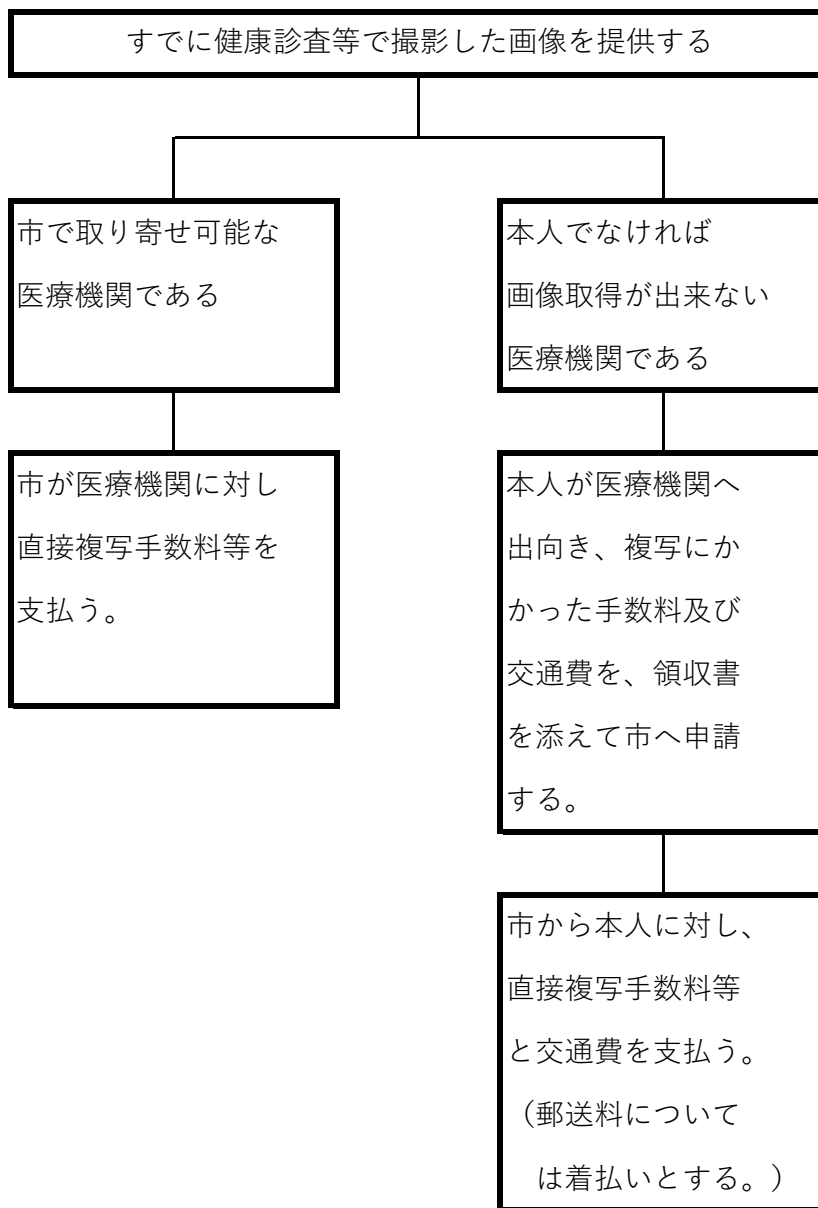 すでに健康診査等で撮影した画像を提供する
市で取り寄せ可能な
医療機関である
本人でなければ
画像取得が出来ない
医療機関である
市が医療機関に対し
直接複写手数料等を
支払う。
本人が医療機関へ
出向き、複写にか
かった手数料及び
交通費を、領収書
を添えて市へ申請
する。
市から本人に対し、
直接複写手数料等
と交通費を支払う。
（郵送料について
は着払いとする。）